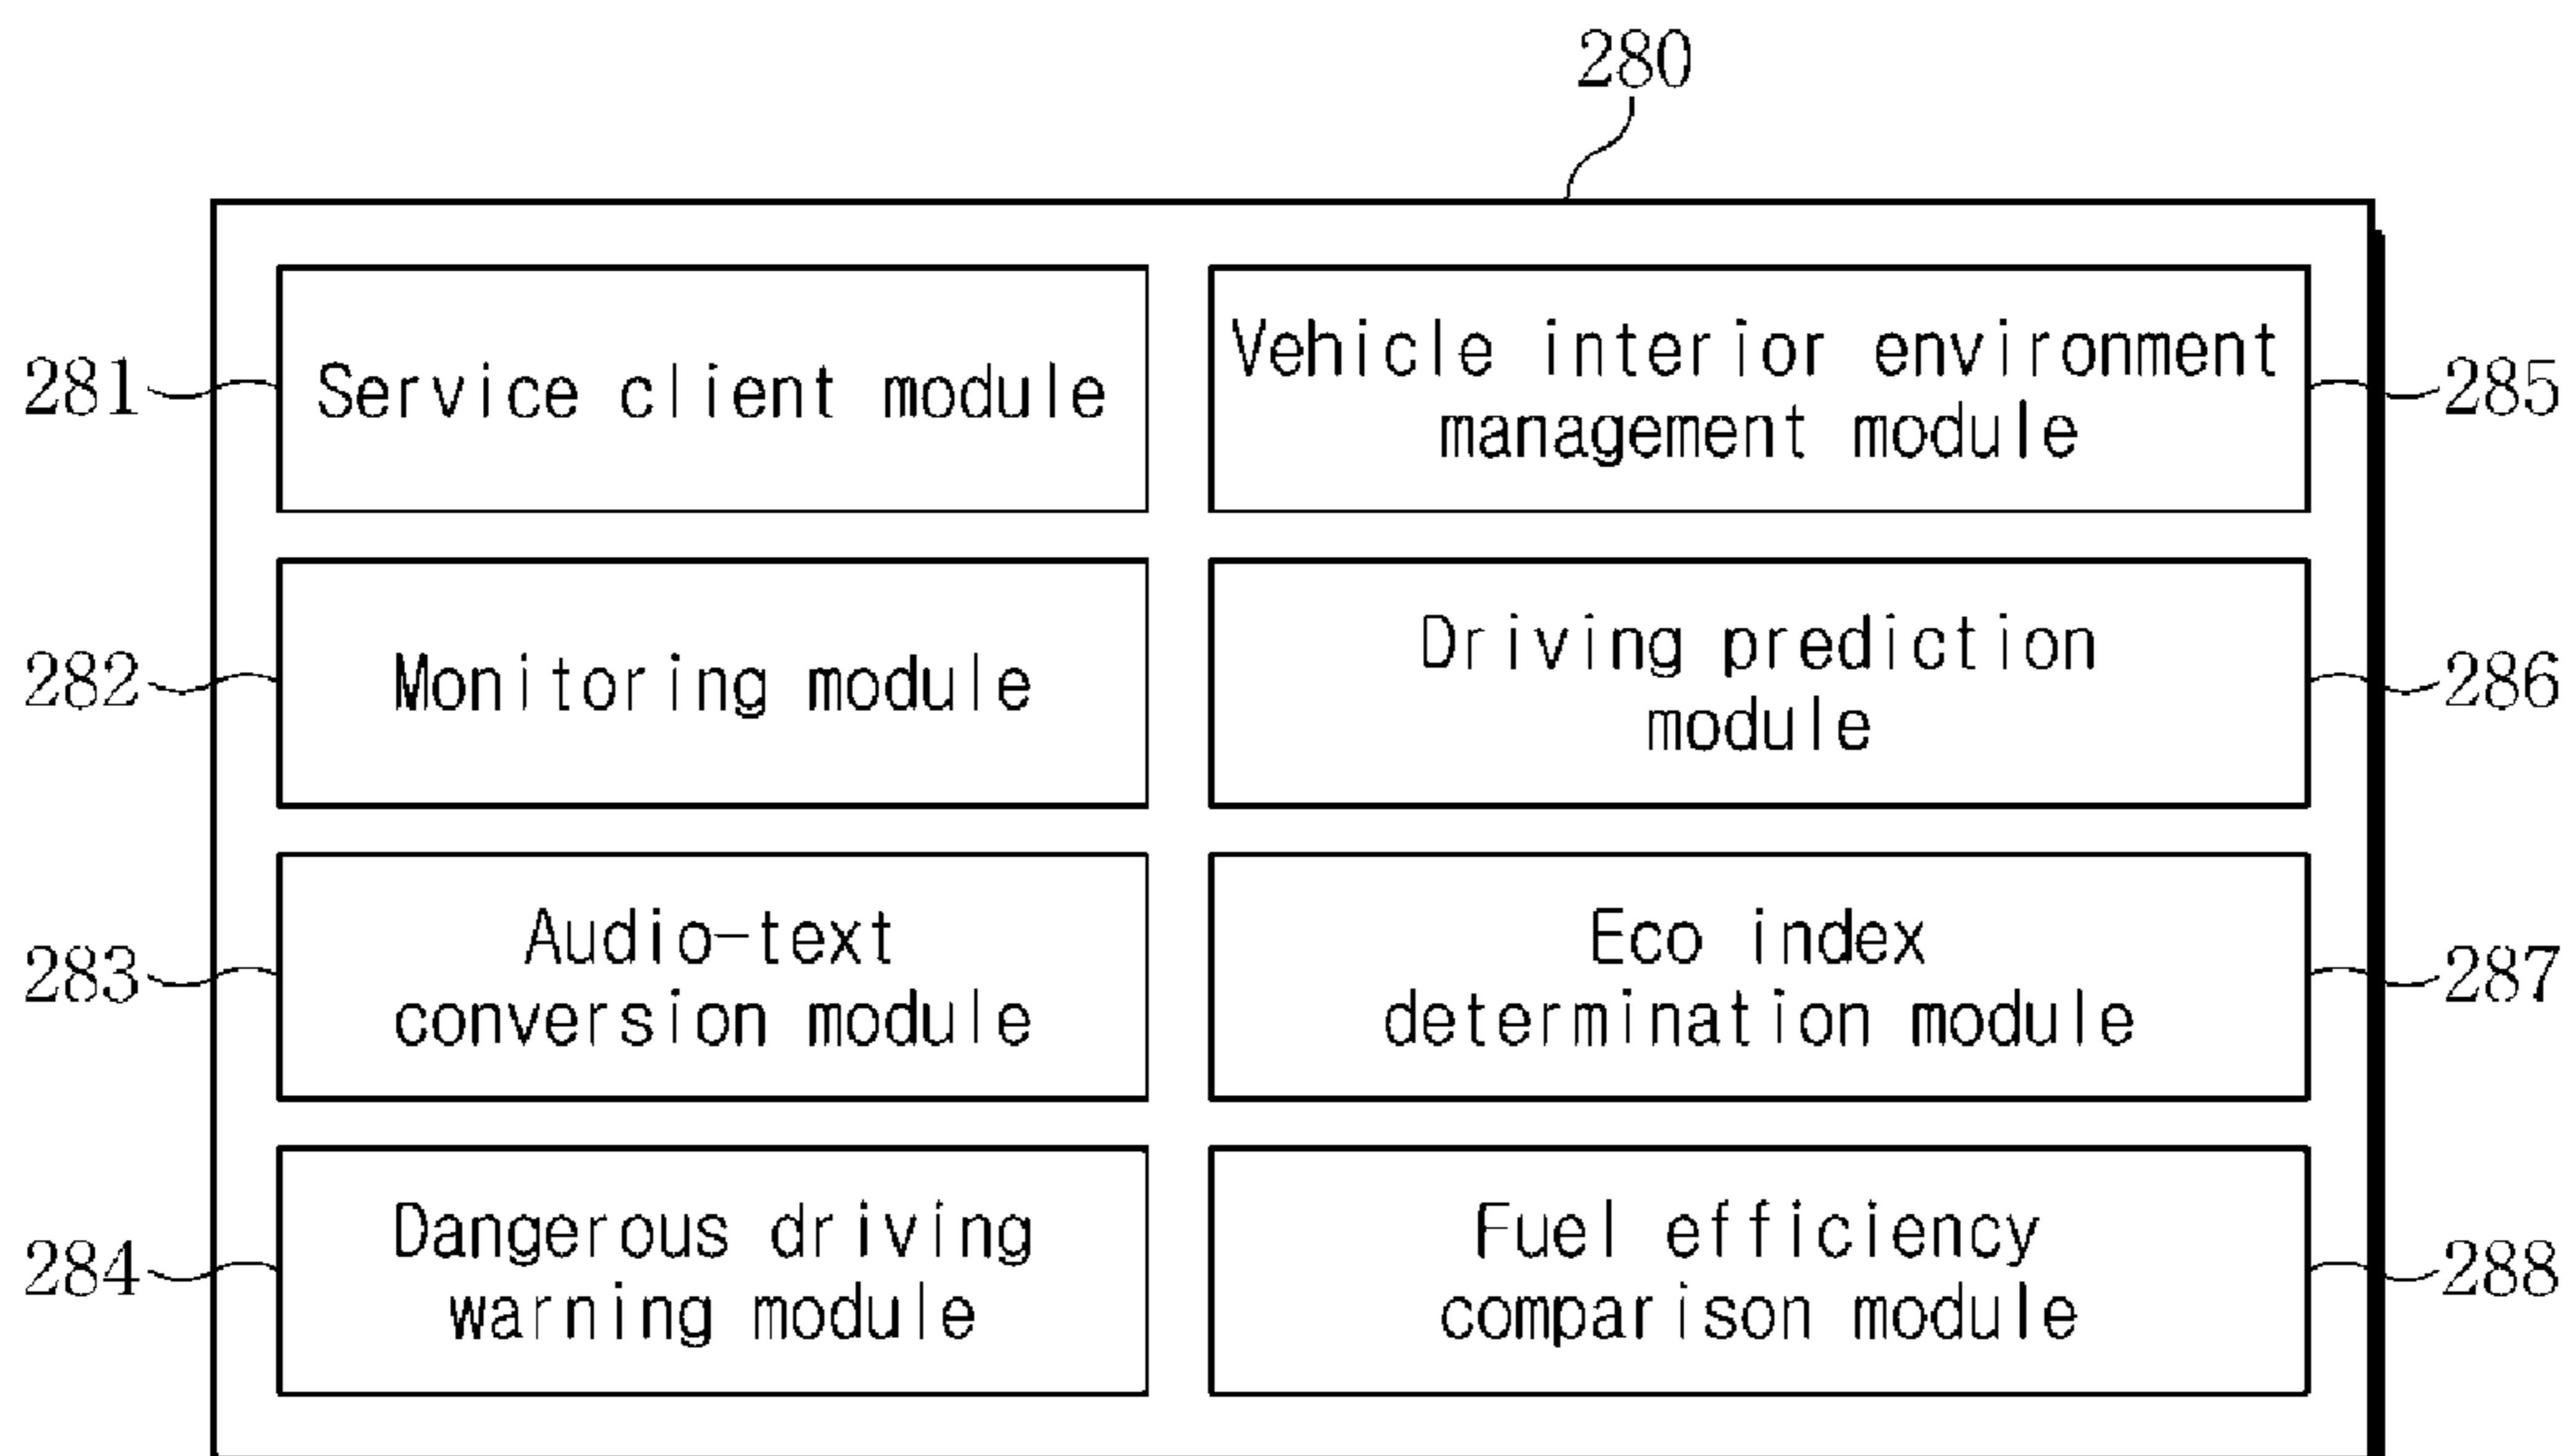 280
281
Service client module
Vehicle interior environment
management module
285
282
Monitoring module
Driving prediction
module
286
283
Audio-text
conversion module
Eco index
determination module
287
284
Dangerous driving
warning module
Fuel efficiency
comparison module
288